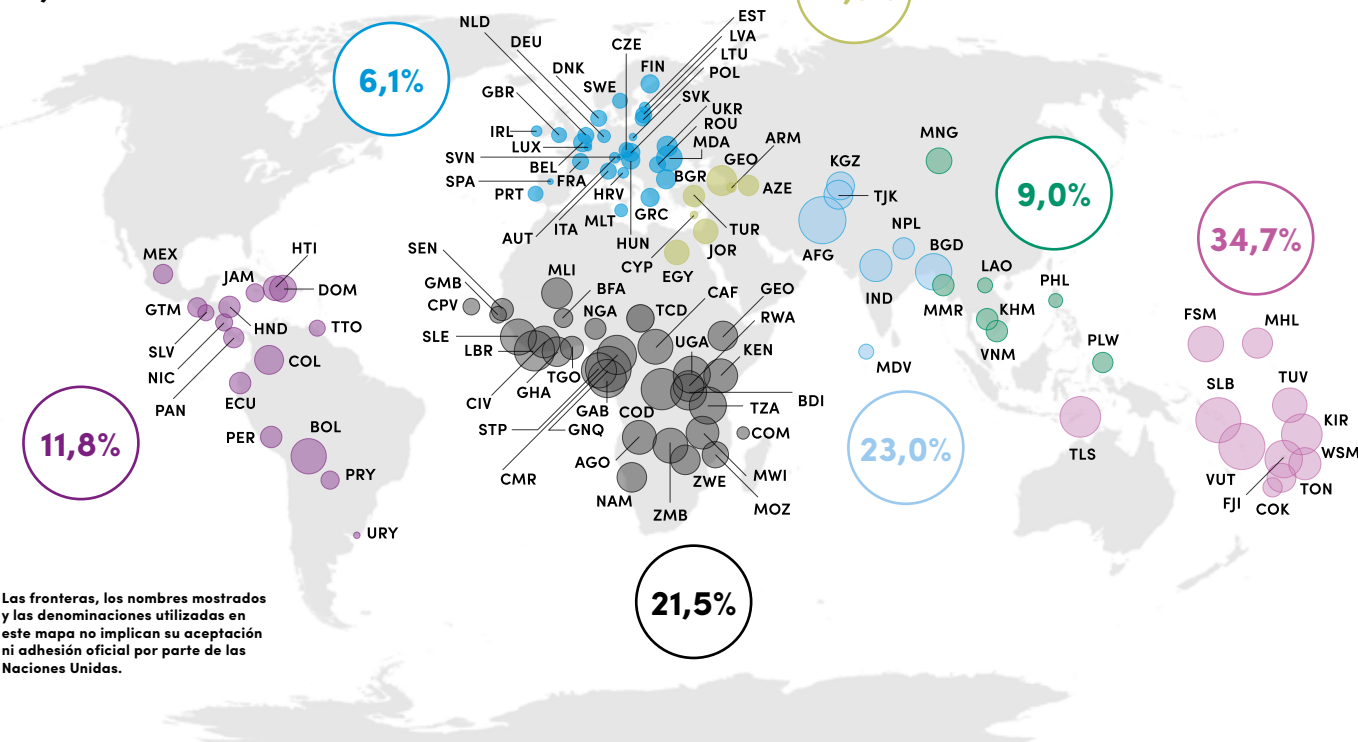 EST
NLD
LVA
DEU
CZE
LTU
DNK
FIN
POL
6,1%
SWE
GBR
SVK
UKR
IRL
ROU
MNG
ARM
LUX
MDA
SVN
GEO
KGZ
BEL
SPA
FRA
BGR
AZE
TJK
9,0%
PRT
HRV
MLT
GRC
NPL
34,7%
ITA
TUR
AUT
HUN
BGD
SEN
JOR
HTI
MEX
AFG
CYP
LAO
JAM
EGY
MLI
GMB
PHL
DOM
BFA
CAF
GEO
IND
CPV
GTM
NGA
TCD
MMR
KHM
RWA
FSM
MHL
HND
TTO
SLE
UGA
PLW
SLV
LBR
KEN
VNM
COL
NIC
TGO
MDV
GHA
SLB
TUV
ECU
CIV
BDI
PAN
GAB
COD
TZA
KIR
BOL
STP
GNQ
COM
PER
11,8%
23,0%
WSM
TLS
AGO
PRY
CMR
MWI
VUT
ZWE
TON
NAM
FJI
MOZ
COK
ZMB
URY
21,5%
Las fronteras, los nombres mostrados
y las denominaciones utilizadas en
este mapa no implican su aceptación
ni adhesión oficial por parte de las
Naciones Unidas.